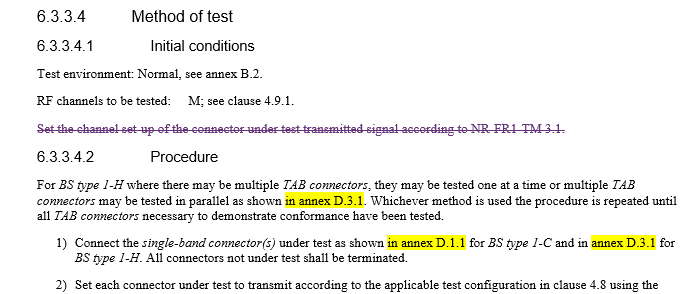 6.3.3.4 Method of test
6.3.3.4.1 Initial conditions
Test environment: Normal, see annex B.2.
RF channels to be tested: M; see clause 4.9.1.
Set the channel set-up of the connector under test transmitted signal according to NR-FR1-TM 3.1.
6.3.3.4.2 Procedure
For BS type 1-H where there may be multiple TAB connectors, they may be tested one at a time or multiple TAB
connectors may be tested in parallel as shown in annex D.3.1. Whichever method is used the procedure is repeated until
all TAB connectors necessary to demonstrate conformance have been tested.
1) Connect the single-band connector(s) under test as shown in annex D.1.1 for BS type 1-C and in annex D.3.1 for
BS type 1-H. All connectors not under test shall be terminated.
2) Set each connector under test to transmit according to the applicable test configuration in clause 4.8 using the